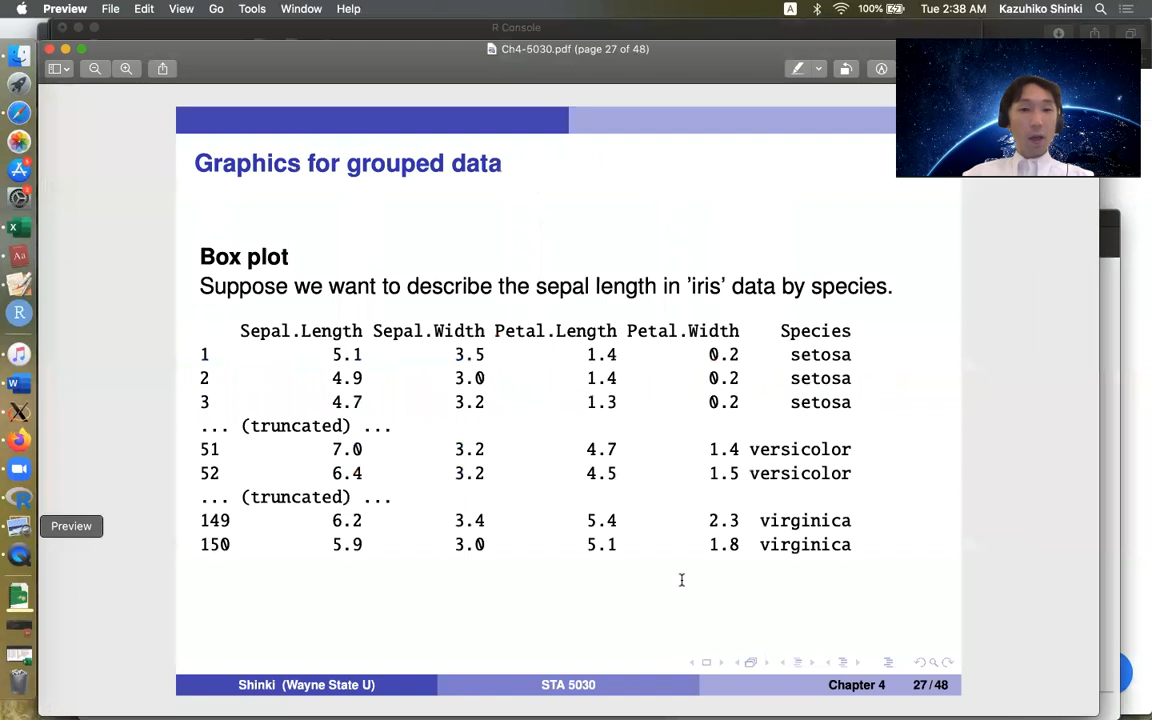 Preview File Edit View Go Tools Window Help A 100% Tue 2:38 AM Kazuhiko Shinki
R Console
Ch4-5030.pdf (page 27 of 48)
Graphics for grouped data
Box plot
Suppose we want to describe the sepal length in 'iris' data by species.
Sepal.Length Sepal.Width Petal.Length Petal.Width Species
1 5.1 3.5 1.4 0.2 setosa
2 4.9 3.0 1.4 0.2 setosa
3 4.7 3.2 1.3 0.2 setosa
... (truncated) ...
51 7.0 3.2 4.7 1.4 versicolor
52 6.4 3.2 4.5 1.5 versicolor
... (truncated) ...
149 6.2 3.4 5.4 2.3 virginica
150 5.9 3.0 5.1 1.8 virginica
Preview
Shinki (Wayne State U) STA 5030 Chapter 4 27/48